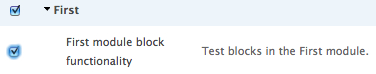 First
First module block
functionality
Test blocks in the First module.